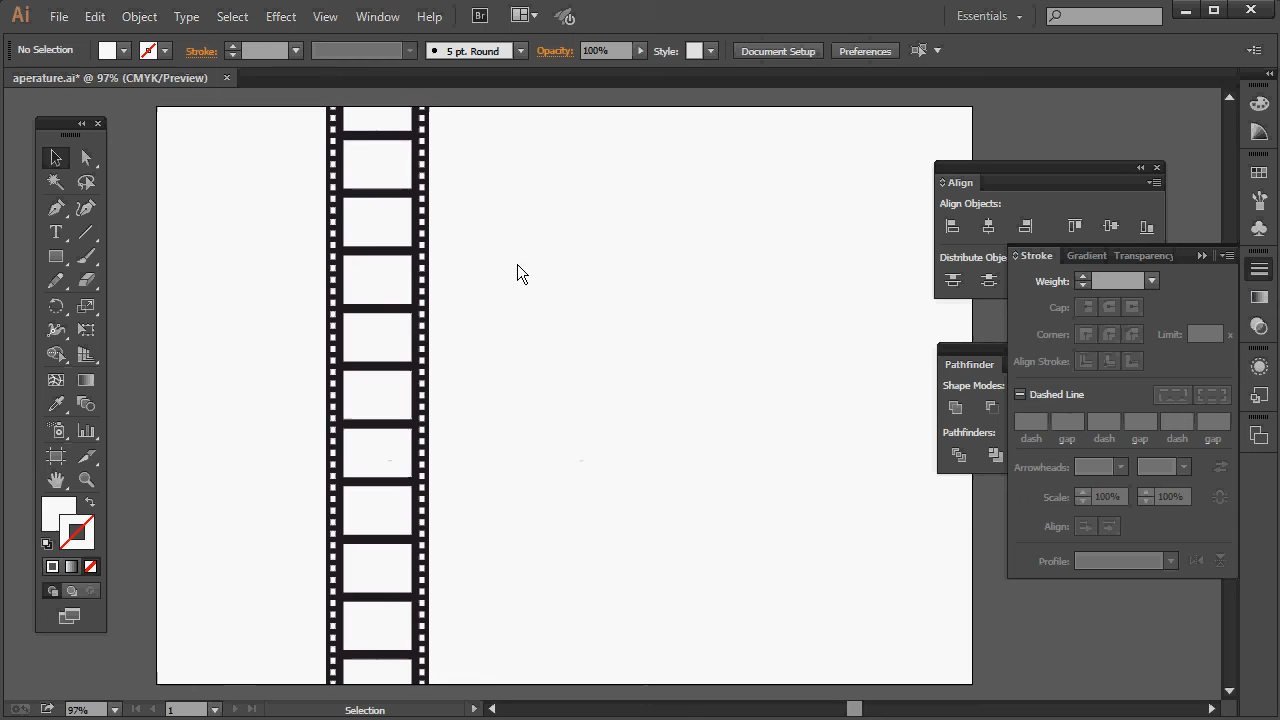 Ai File Edit Object Type Select Effect View Window Help Br Essentials
No Selection Stroke: 5 pt. Round Opacity: 100% Style: Document Setup Preferences
aperature.ai* @ 97% (CMYK/Preview)
Align
Align Objects:
Distribute Obje
Stroke Gradient Transparency
Weight:
Cap:
Corner: Limit: x
Align Stroke:
Dashed Line
dash gap dash gap dash gap
Arrowheads:
Scale: 100% 100%
Align:
Profile:
Pathfinder
Shape Modes:
Pathfinders:
T
97% 1 Selection